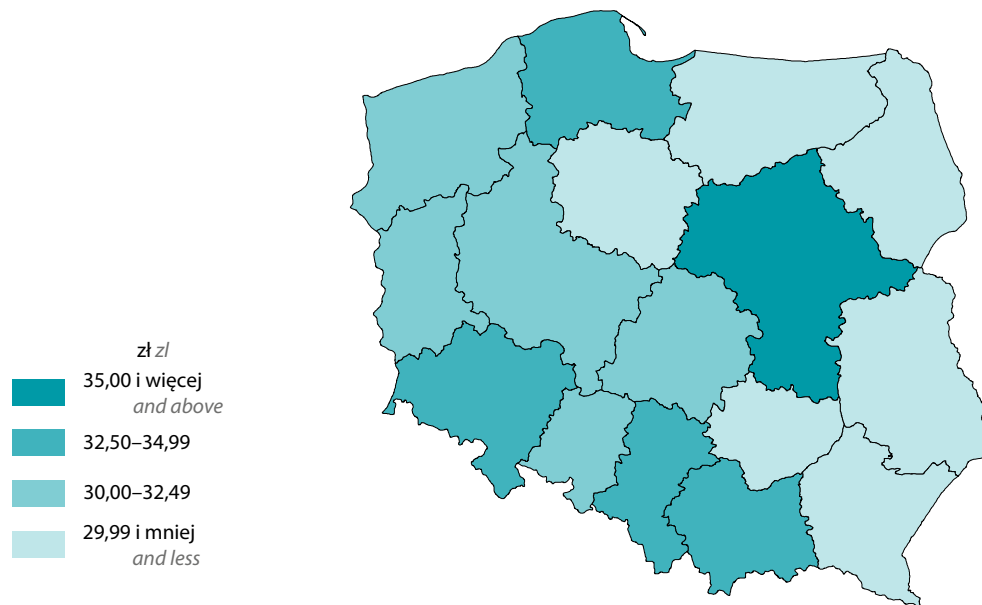 zł zl
35,00 i więcej
and above
32,50–34,99
30,00–32,49
29,99 i mniej
and less